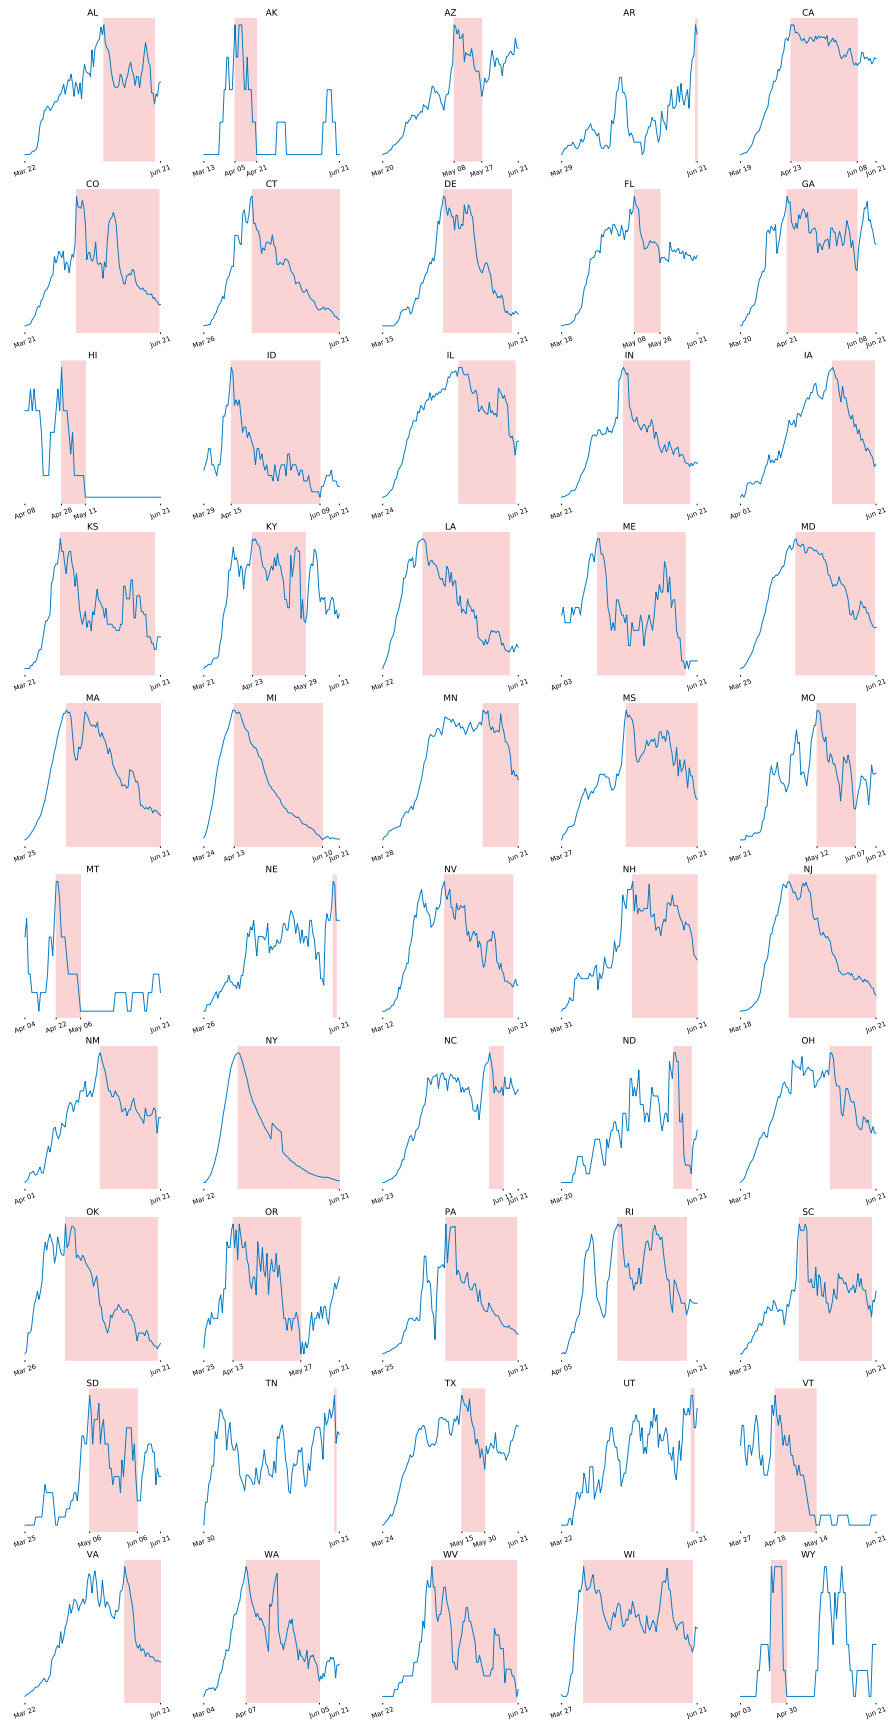 AL AK AZ AR CA
Mar 22 Jun 21 Mar 13 Apr 05 Apr 21 Jun 21 Mar 20 May 08 May 27 Jun 21 Mar 29 Jun 21 Mar 19 Apr 23 Jun 08 Jun 21
CO CT DE FL GA
Mar 21 Jun 21 Mar 26 Jun 21 Mar 15 Jun 21 Mar 18 May 08 May 26 Jun 21 Mar 20 Apr 21 Jun 08 Jun 21
HI ID IL IN IA
Apr 08 Apr 28 May 11 Jun 21 Mar 29 Apr 15 Jun 09 Jun 21 Mar 24 Jun 21 Mar 21 Jun 21 Apr 01 Jun 21
KS KY LA ME MD
Mar 21 Jun 21 Mar 21 Apr 23 May 29 Jun 21 Mar 22 Jun 21 Apr 03 Jun 21 Mar 25 Jun 21
MA MI MN MS MO
Mar 25 Jun 21 Mar 24 Apr 13 Jun 10 Jun 21 Mar 28 Jun 21 Mar 27 Jun 21 Mar 21 May 12 Jun 07 Jun 21
MT NE NV NH NJ
Apr 04 Apr 22 May 06 Jun 21 Mar 26 Jun 21 Mar 12 Jun 21 Mar 31 Jun 21 Mar 18 Jun 21
NM NY NC ND OH
Apr 01 Jun 21 Mar 22 Jun 21 Mar 23 Jun 11 Jun 21 Mar 20 Jun 21 Mar 27 Jun 21
OK OR PA RI SC
Mar 26 Jun 21 Mar 25 Apr 13 May 27 Jun 21 Mar 25 Jun 21 Apr 05 Jun 21 Mar 23 Jun 21
SD TN TX UT VT
Mar 25 May 06 Jun 06 Jun 21 Mar 30 Jun 21 Mar 24 May 15 May 30 Jun 21 Mar 22 Jun 21 Mar 27 Apr 18 May 14 Jun 21
VA WA WV WI WY
Mar 22 Jun 21 Mar 04 Apr 07 Jun 05 Jun 21 Mar 22 Jun 21 Mar 27 Jun 21 Apr 03 Apr 30 Jun 21